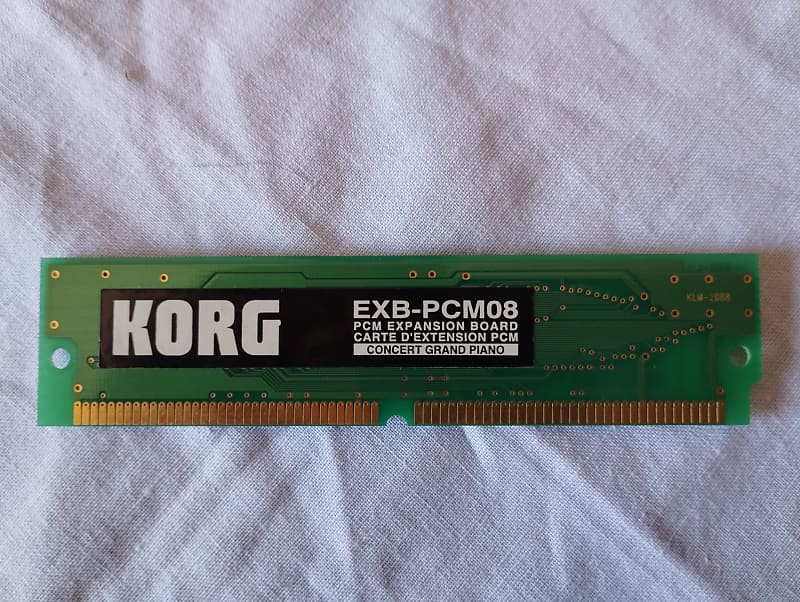 KORG
EXB-PCM08
PCM EXPANSION BOARD
CARTE D'EXTENSION PCM
CONCERT GRAND PIANO
KLM-2088